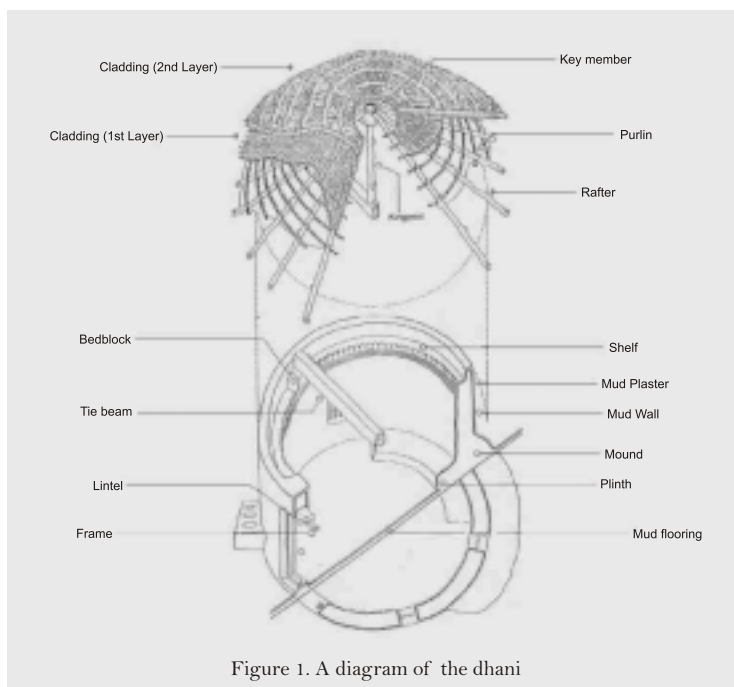 Cladding (2nd Layer)
Key member
Cladding (1st Layer)
Purlin
Rafter
Bedblock
Shelf
Mud Plaster
Tie beam
Mud Wall
Mound
Lintel
Plinth
Frame
Mud flooring
Figure 1. A diagram of the dhani